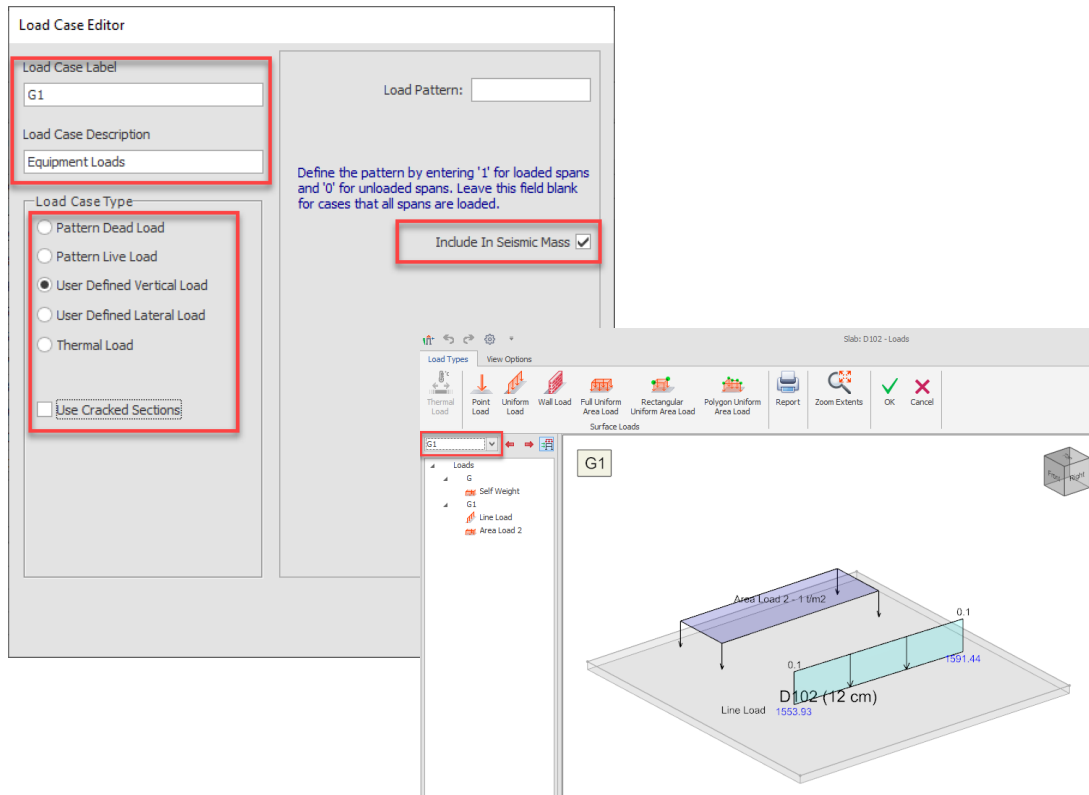 Load Case Editor
Load Case Label
G1
Load Case Description
Equipment Loads
Load Case Type
Pattern Dead Load
Pattern Live Load
User Defined Vertical Load
User Defined Lateral Load
Thermal Load
Use Cracked Sections
Load Pattern:
Define the pattern by entering '1' for loaded spans
and '0' for unloaded spans. Leave this field blank
for cases that all spans are loaded.
Include In Seismic Mass
Slab: D102 - Loads
Load Types View Options
Thermal Load
Point Load
Uniform Load
Wall Load
Full Uniform Area Load
Rectangular Uniform Area Load
Polygon Uniform Area Load
Report
Zoom Extents
OK
Cancel
Surface Loads
G1
Loads
G
Self Weight
G1
Line Load
Area Load 2
G1
Front
Right
Area Load 2 - 1 t/m2
0.1
1591.44
0.1
D102 (12 cm)
Line Load
1553.93